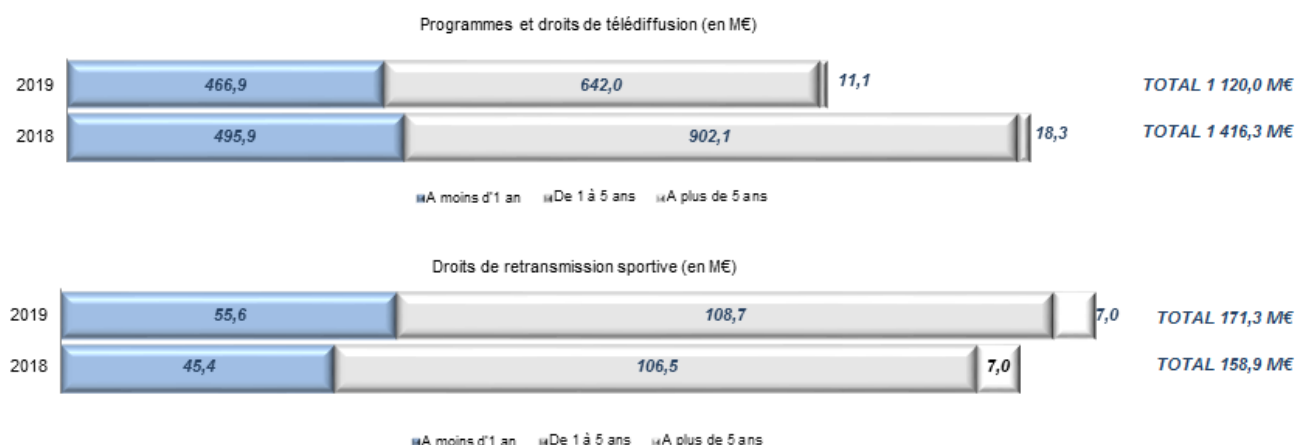 Programmes et droits de télédiffusion (en M€)
2019 466,9 642,0 11,1 TOTAL 1 120,0 M€
2018 495,9 902,1 18,3 TOTAL 1 416,3 M€
A moins d'1 an De 1 à 5 ans A plus de 5 ans
Droits de retransmission sportive (en M€)
2019 55,6 108,7 7,0 TOTAL 171,3 M€
2018 45,4 106,5 7,0 TOTAL 158,9 M€
A moins d'1 an De 1 à 5 ans A plus de 5 ans